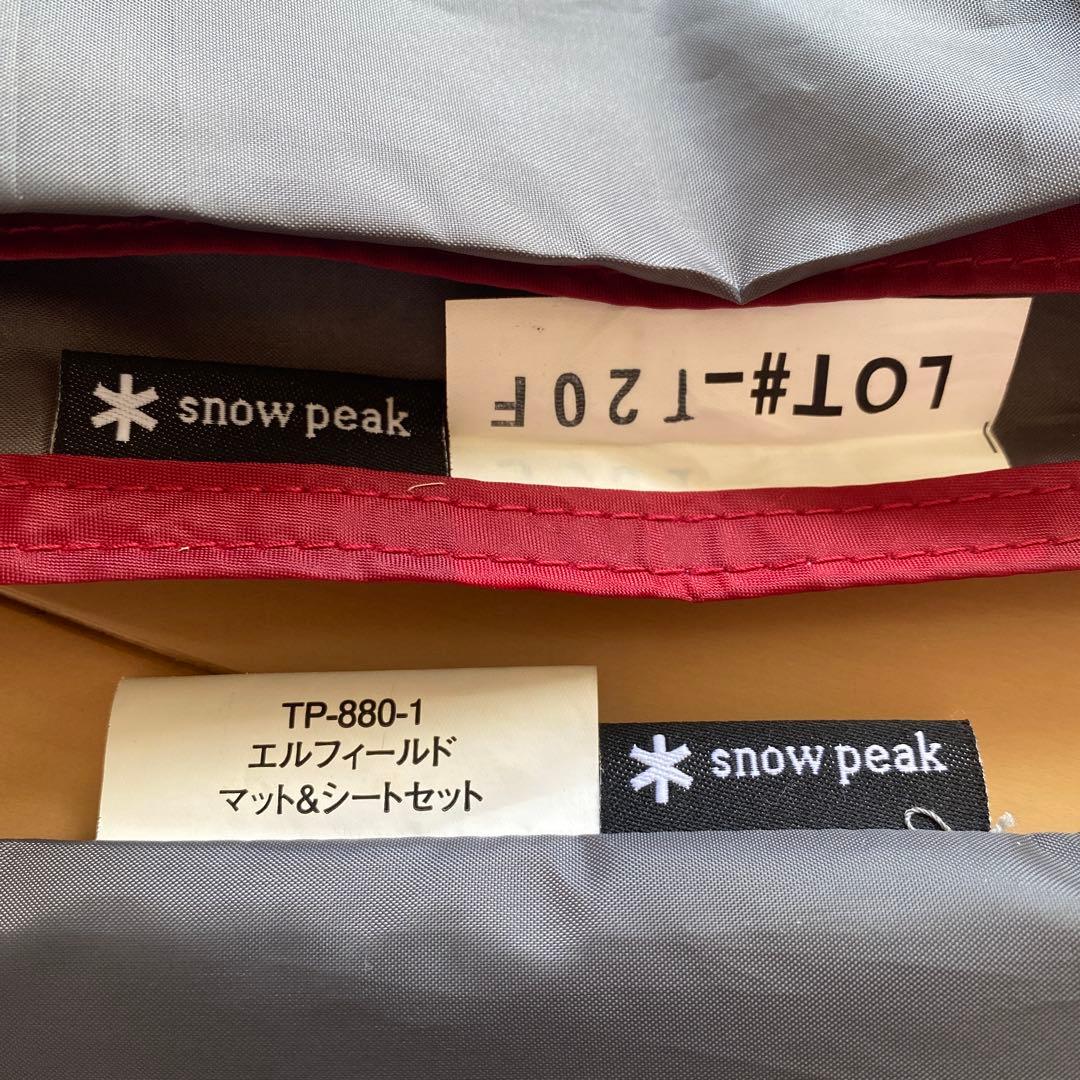 snow peak
LOT#-T20F
TP-880-1
エルフィールド
マット&シートセット
snow peak